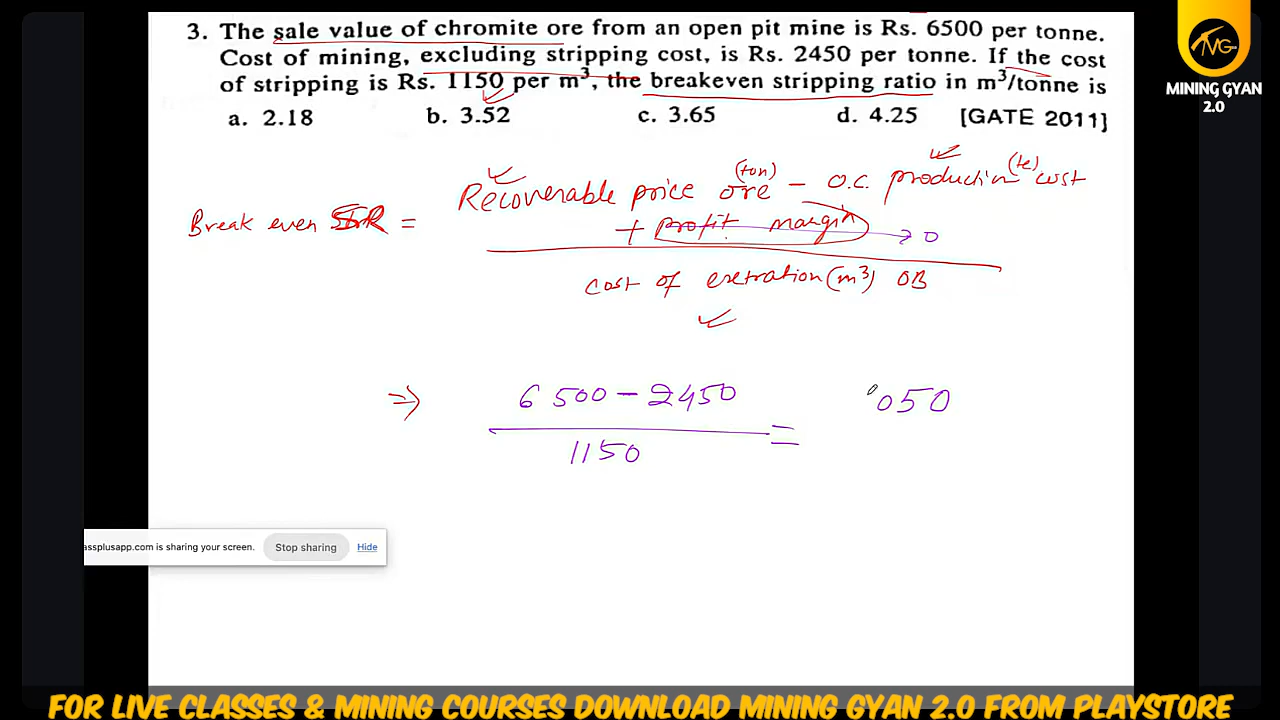 3. The sale value of chromite ore from an open pit mine is Rs. 6500 per tonne.
Cost of mining, excluding stripping cost, is Rs. 2450 per tonne. If the cost
of stripping is Rs. 1150 per m³, the breakeven stripping ratio in m³/tonne is
a. 2.18 b. 3.52 c. 3.65 d. 4.25 [GATE 2011]
TMG
MINING GYAN
2.0
(ton) (te)
Recoverable price ore – O.C. production cost
Break even SR = + profit margin → 0
cost of exctration (m³) OB
⇒ 6500 – 2450 = 050
1150
assplusapp.com is sharing your screen. Stop sharing Hide
FOR LIVE CLASSES & MINING COURSES DOWNLOAD MINING GYAN 2.0 FROM PLAYSTORE